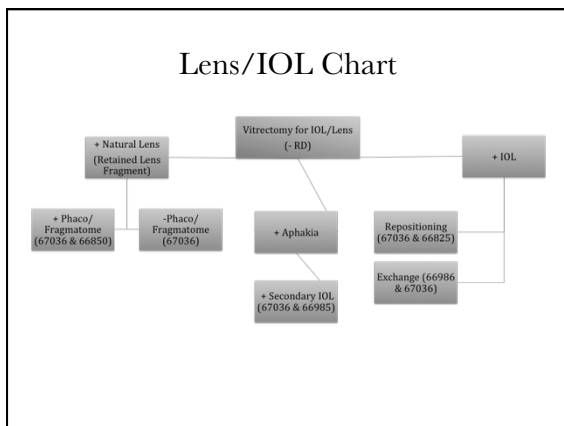 Lens/IOL Chart
Vitrectomy for IOL/Lens
(- RD)
+ Natural Lens
(Retained Lens
Fragment)
+ IOL
+ Phaco/
Fragmatome
(67036 & 66850)
-Phaco/
Fragmatome
(67036)
+ Aphakia
+ Secondary IOL
(67036 & 66985)
Repositioning
(67036 & 66825)
Exchange (66986
& 67036)